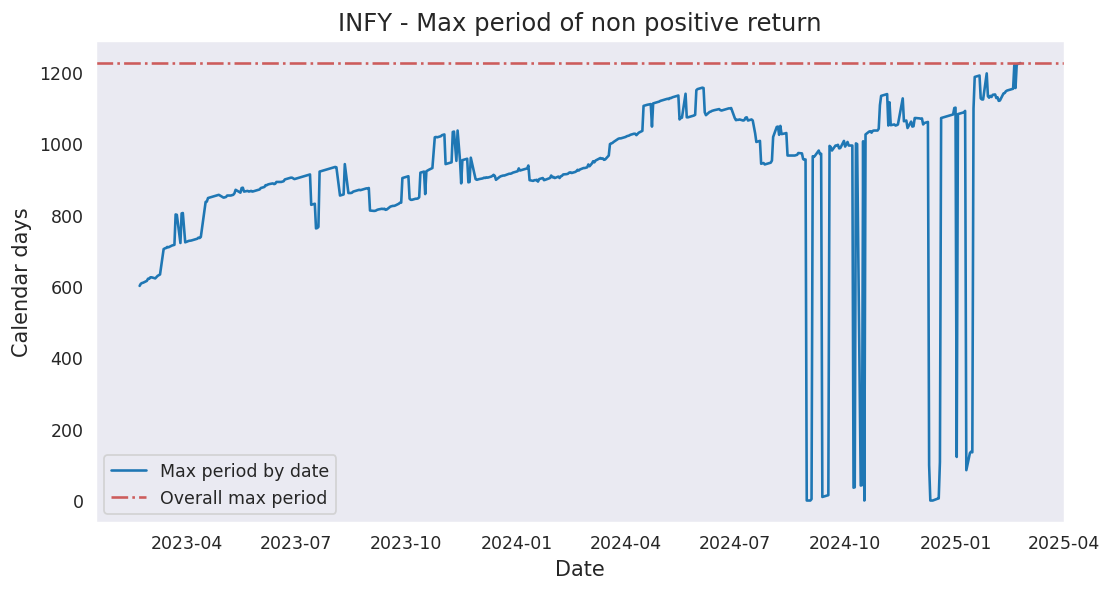 INFY - Max period of non positive return
Calendar days
1200
1000
800
600
400
200
0
Max period by date
Overall max period
2023-04 2023-07 2023-10 2024-01 2024-04 2024-07 2024-10 2025-01 2025-04
Date